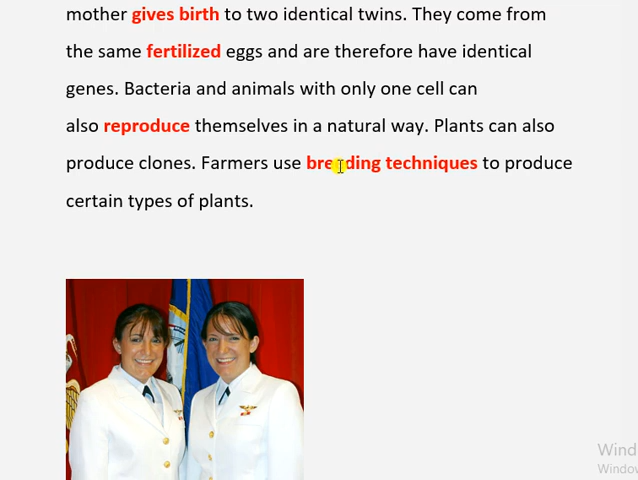 mother gives birth to two identical twins. They come from
the same fertilized eggs and are therefore have identical
genes. Bacteria and animals with only one cell can
also reproduce themselves in a natural way. Plants can also
produce clones. Farmers use breeding techniques to produce
certain types of plants.
Wind
Window